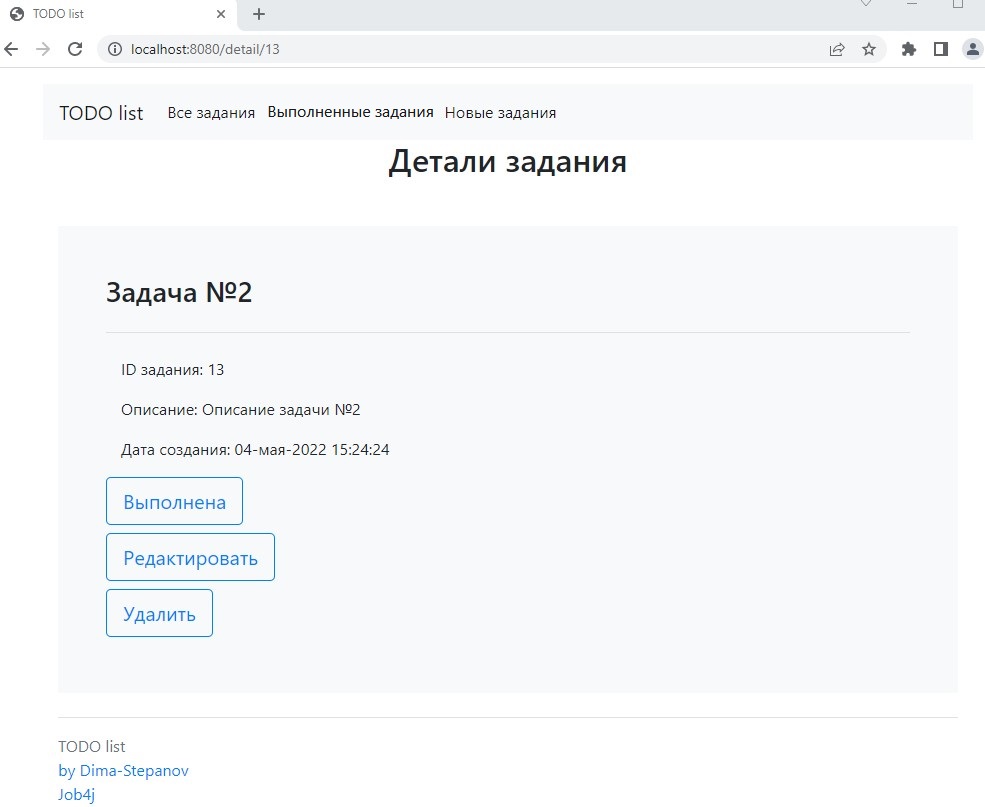 TODO list
localhost:8080/detail/13
TODO list Все задания Выполненные задания Новые задания
Детали задания
Задача №2
ID задания: 13
Описание: Описание задачи №2
Дата создания: 04-мая-2022 15:24:24
Выполнена
Редактировать
Удалить
TODO list
by Dima-Stepanov
Job4j